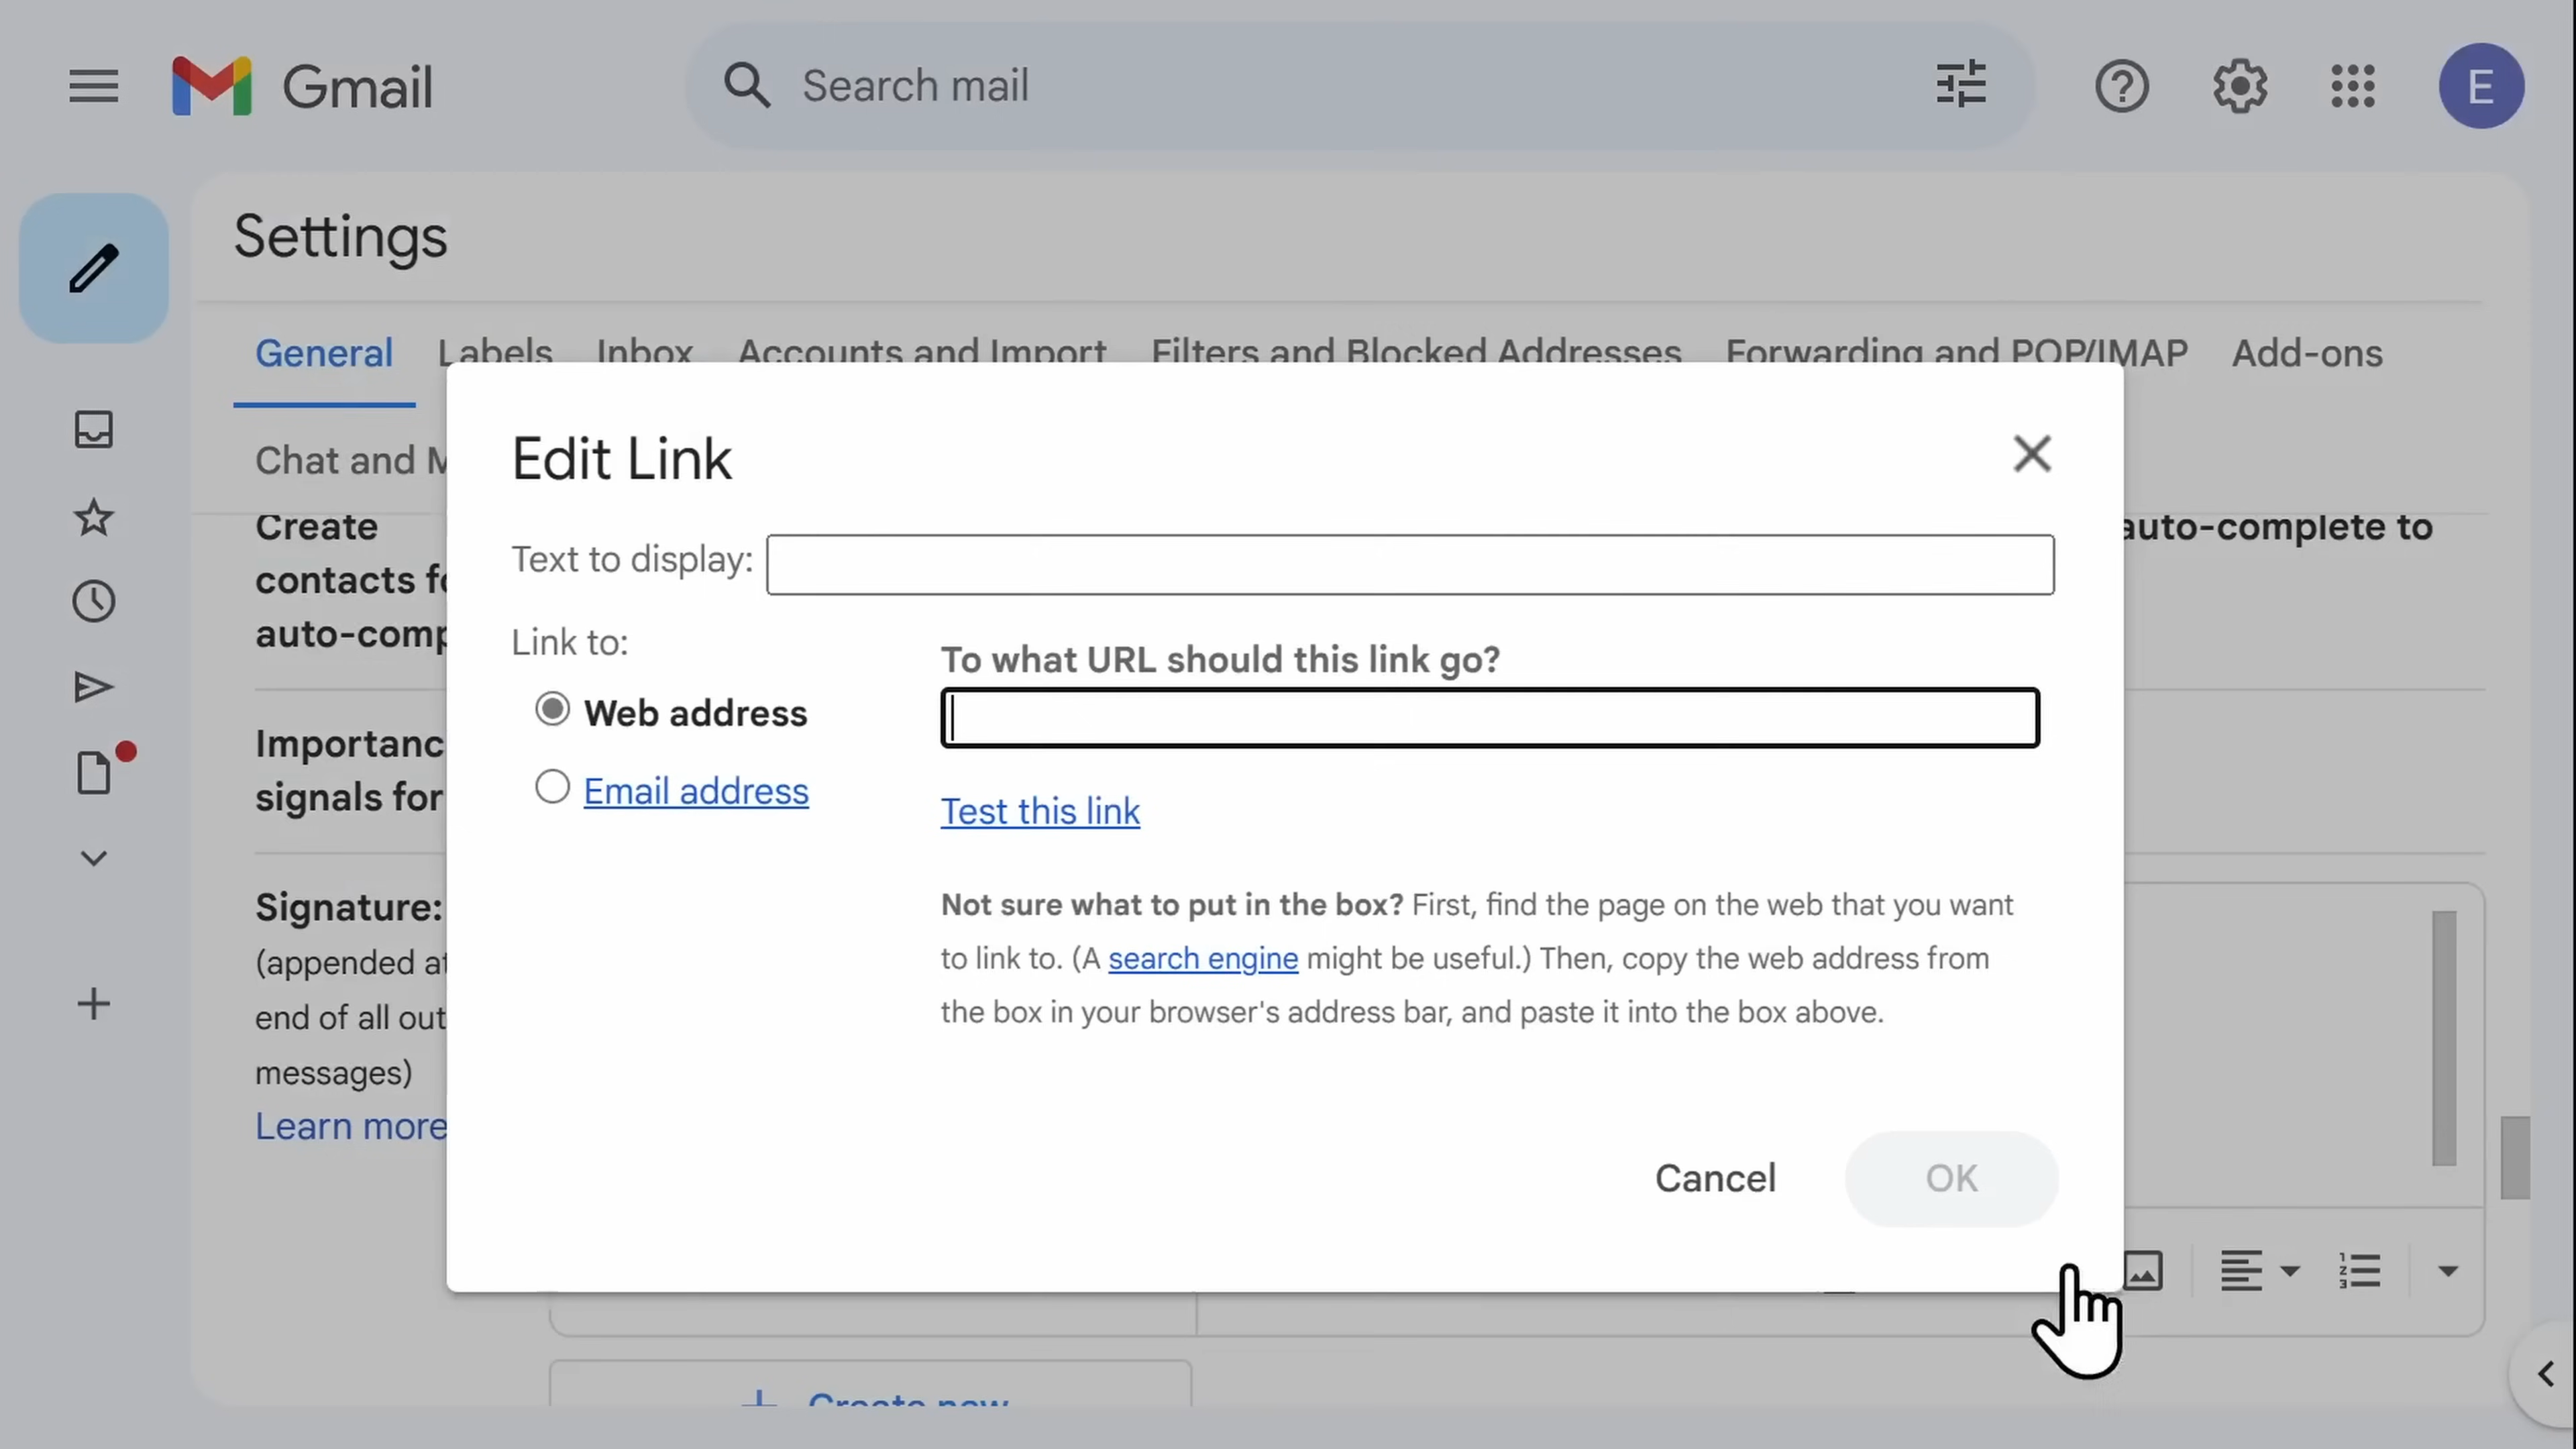 Gmail
Search mail
E
Settings
General Labels Inbox Accounts and Import Filters and Blocked Addresses Forwarding and POP/IMAP Add-ons
Chat and M
Create
contacts fo
auto-comp
auto-complete to
Importanc
signals for
Signature:
(appended at
end of all out
messages)
Learn more
Edit Link
Text to display:
Link to:
Web address
Email address
To what URL should this link go?
Test this link
Not sure what to put in the box? First, find the page on the web that you want
to link to. (A search engine might be useful.) Then, copy the web address from
the box in your browser's address bar, and paste it into the box above.
Cancel OK
Create new